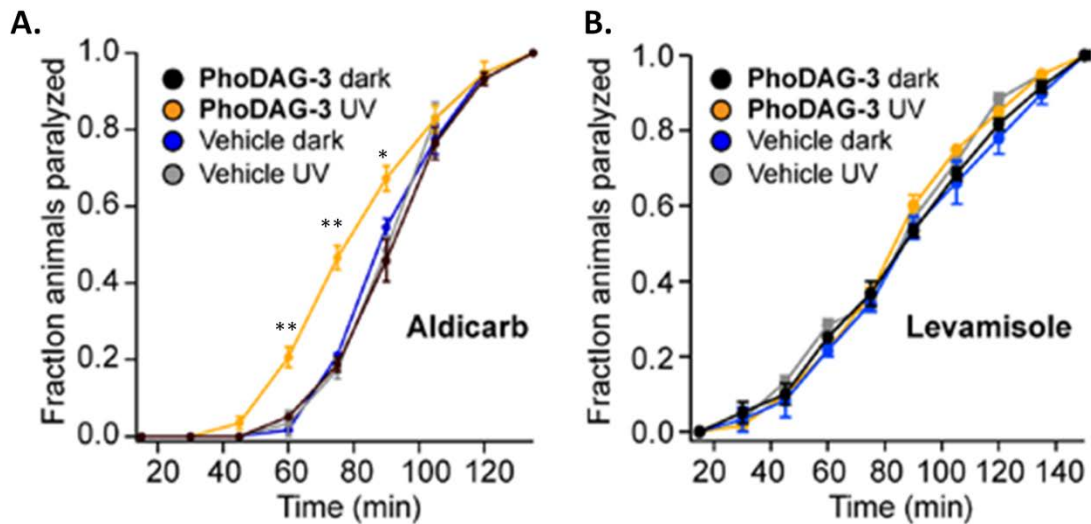 A.
B.
1.0
0.8
0.6
0.4
0.2
0.0
Fraction animals paralyzed
PhoDAG-3 dark
PhoDAG-3 UV
Vehicle dark
Vehicle UV
*
**
**
Aldicarb
20 40 60 80 100 120
Time (min)
1.0
0.8
0.6
0.4
0.2
0.0
Fraction animals paralyzed
PhoDAG-3 dark
PhoDAG-3 UV
Vehicle dark
Vehicle UV
Levamisole
20 40 60 80 100 120 140
Time (min)